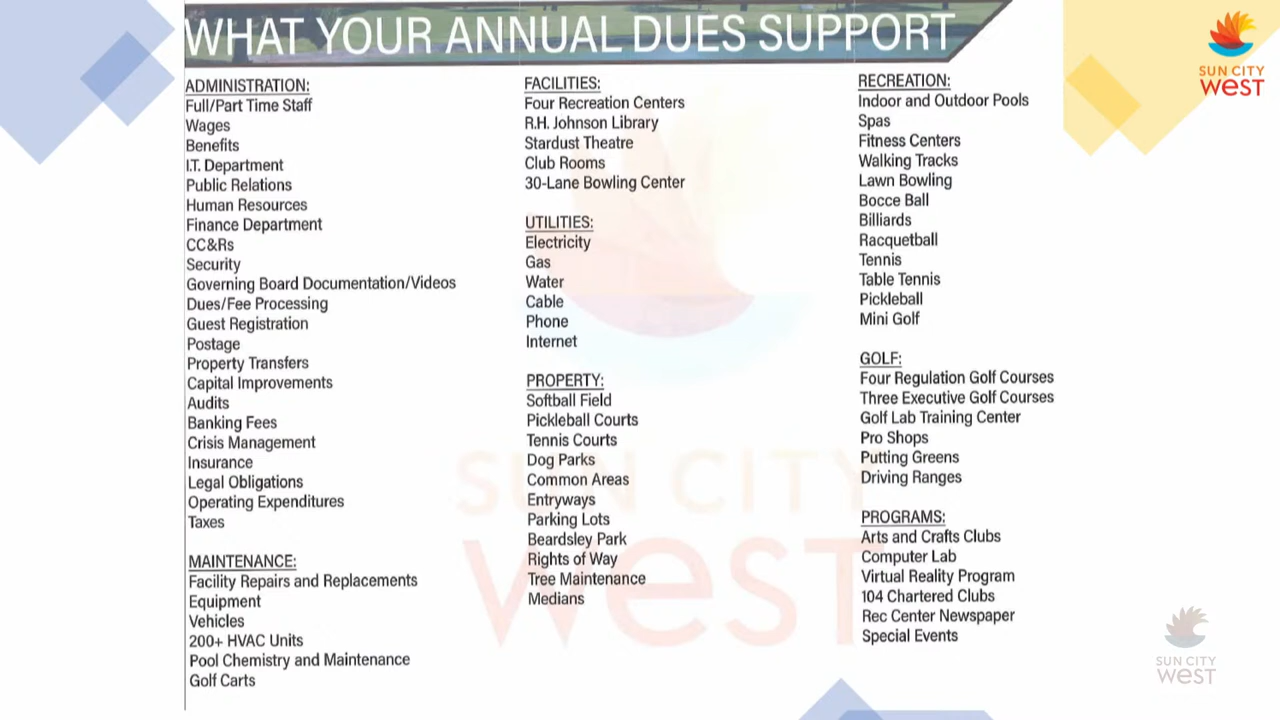 WHAT YOUR ANNUAL DUES SUPPORT
ADMINISTRATION:
Full/Part Time Staff
Wages
Benefits
I.T. Department
Public Relations
Human Resources
Finance Department
CC&Rs
Security
Governing Board Documentation/Videos
Dues/Fee Processing
Guest Registration
Postage
Property Transfers
Capital Improvements
Audits
Banking Fees
Crisis Management
Insurance
Legal Obligations
Operating Expenditures
Taxes
MAINTENANCE:
Facility Repairs and Replacements
Equipment
Vehicles
200+ HVAC Units
Pool Chemistry and Maintenance
Golf Carts
FACILITIES:
Four Recreation Centers
R.H. Johnson Library
Stardust Theatre
Club Rooms
30-Lane Bowling Center
UTILITIES:
Electricity
Gas
Water
Cable
Phone
Internet
PROPERTY:
Softball Field
Pickleball Courts
Tennis Courts
Dog Parks
Common Areas
Entryways
Parking Lots
Beardsley Park
Rights of Way
Tree Maintenance
Medians
RECREATION:
Indoor and Outdoor Pools
Spas
Fitness Centers
Walking Tracks
Lawn Bowling
Bocce Ball
Billiards
Racquetball
Tennis
Table Tennis
Pickleball
Mini Golf
GOLF:
Four Regulation Golf Courses
Three Executive Golf Courses
Golf Lab Training Center
Pro Shops
Putting Greens
Driving Ranges
PROGRAMS:
Arts and Crafts Clubs
Computer Lab
Virtual Reality Program
104 Chartered Clubs
Rec Center Newspaper
Special Events
SUN CITY
west
SUN CITY
west
SUN CITY
west